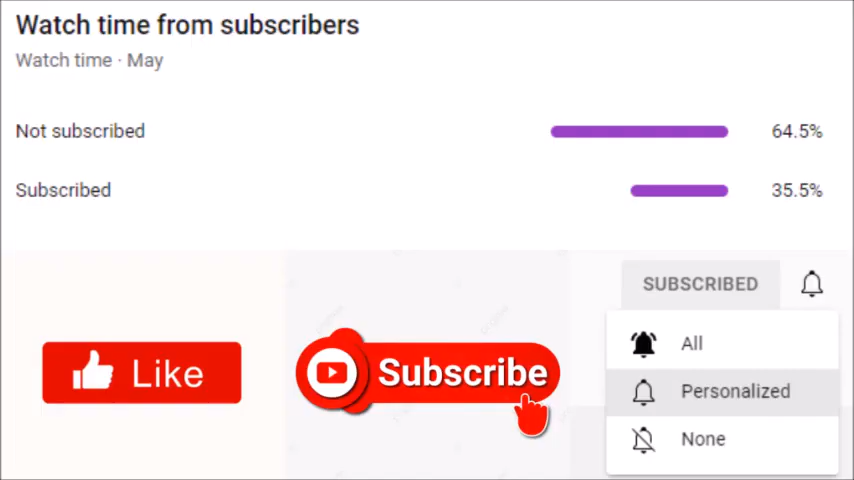 Watch time from subscribers
Watch time · May
Not subscribed 64.5%
Subscribed 35.5%
SUBSCRIBED
Like
Subscribe
All
Personalized
None